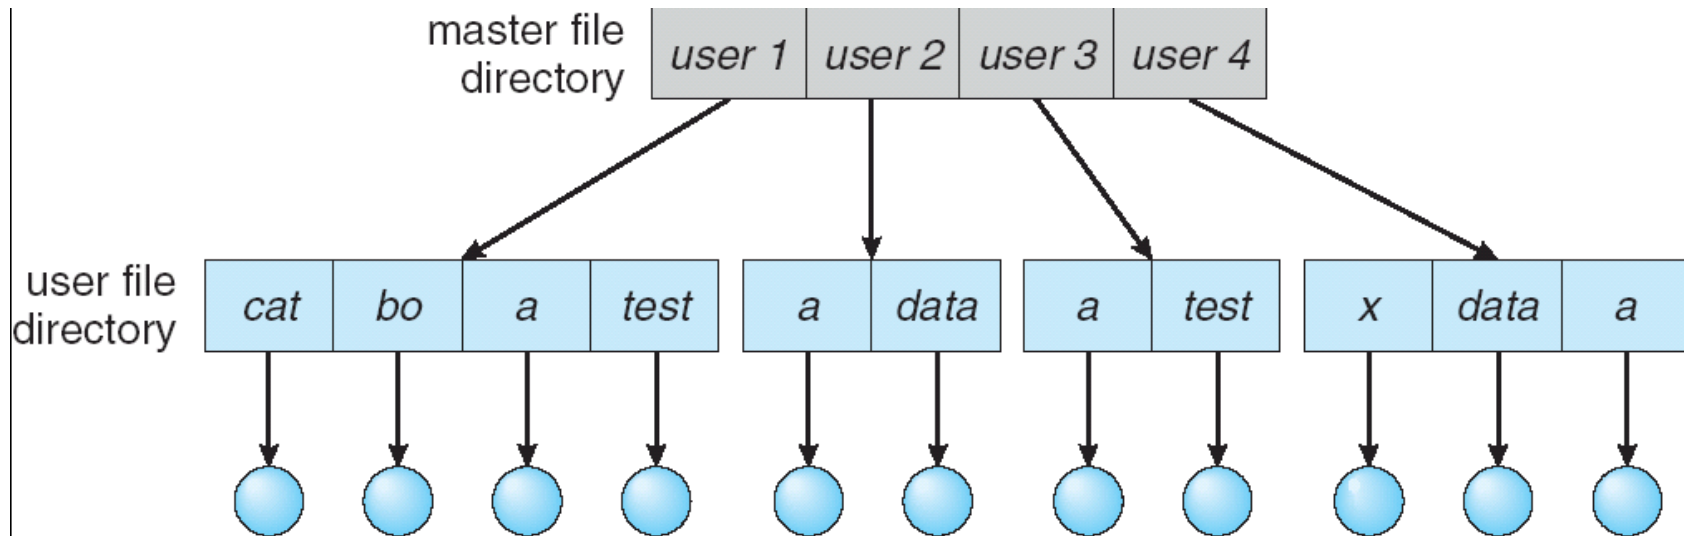 master file
directory
user 1 user 2 user 3 user 4
user file
directory
cat bo a test a data a test x data a